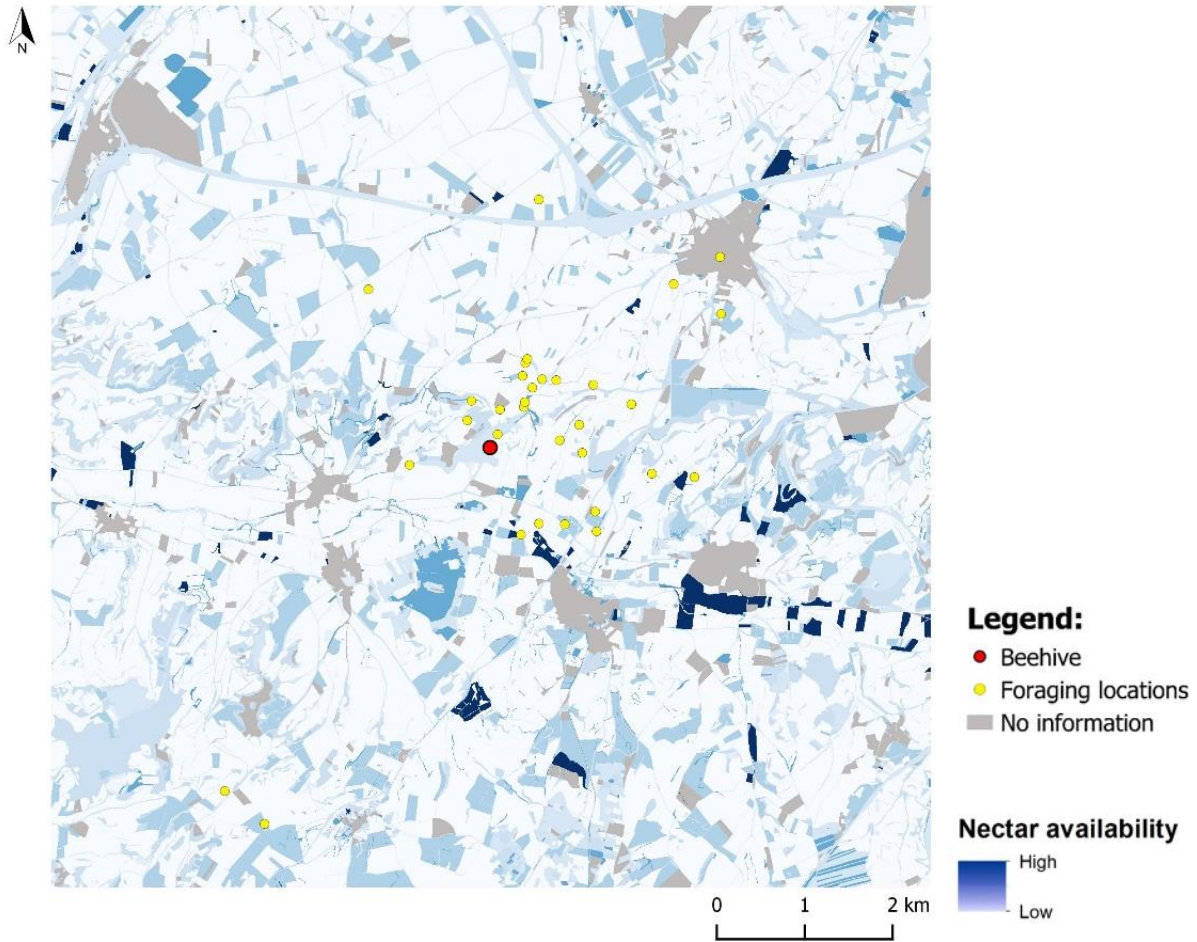 N
Legend:
Beehive
Foraging locations
No information
Nectar availability
High
Low
0 1 2 km